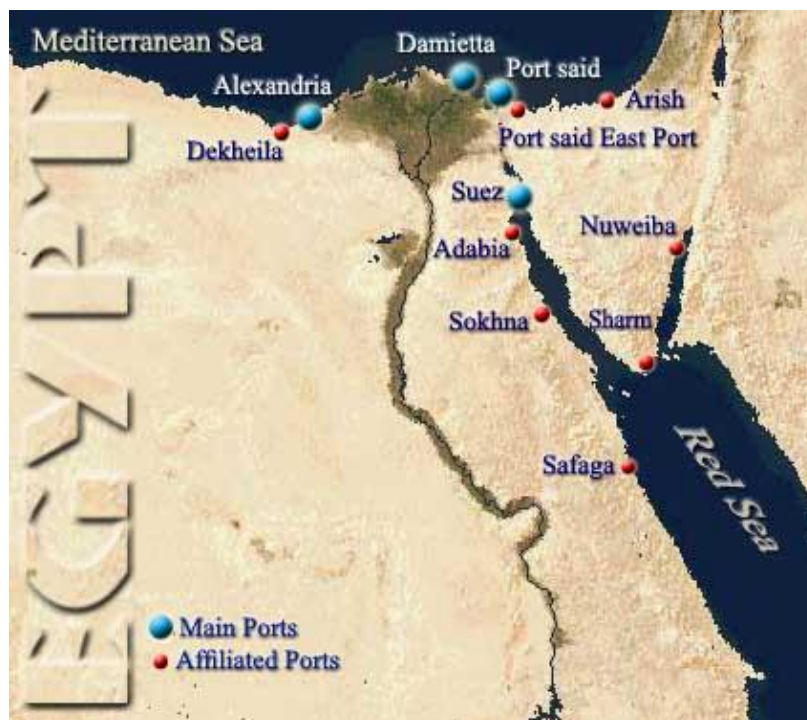 Mediterranean Sea
Damietta
Port said
Alexandria
Arish
Dekheila
Port said East Port
Suez
Nuweiba
Adabia
Sokhna
Sharm
Red Sea
Safaga
EGYPT
Main Ports
Affiliated Ports